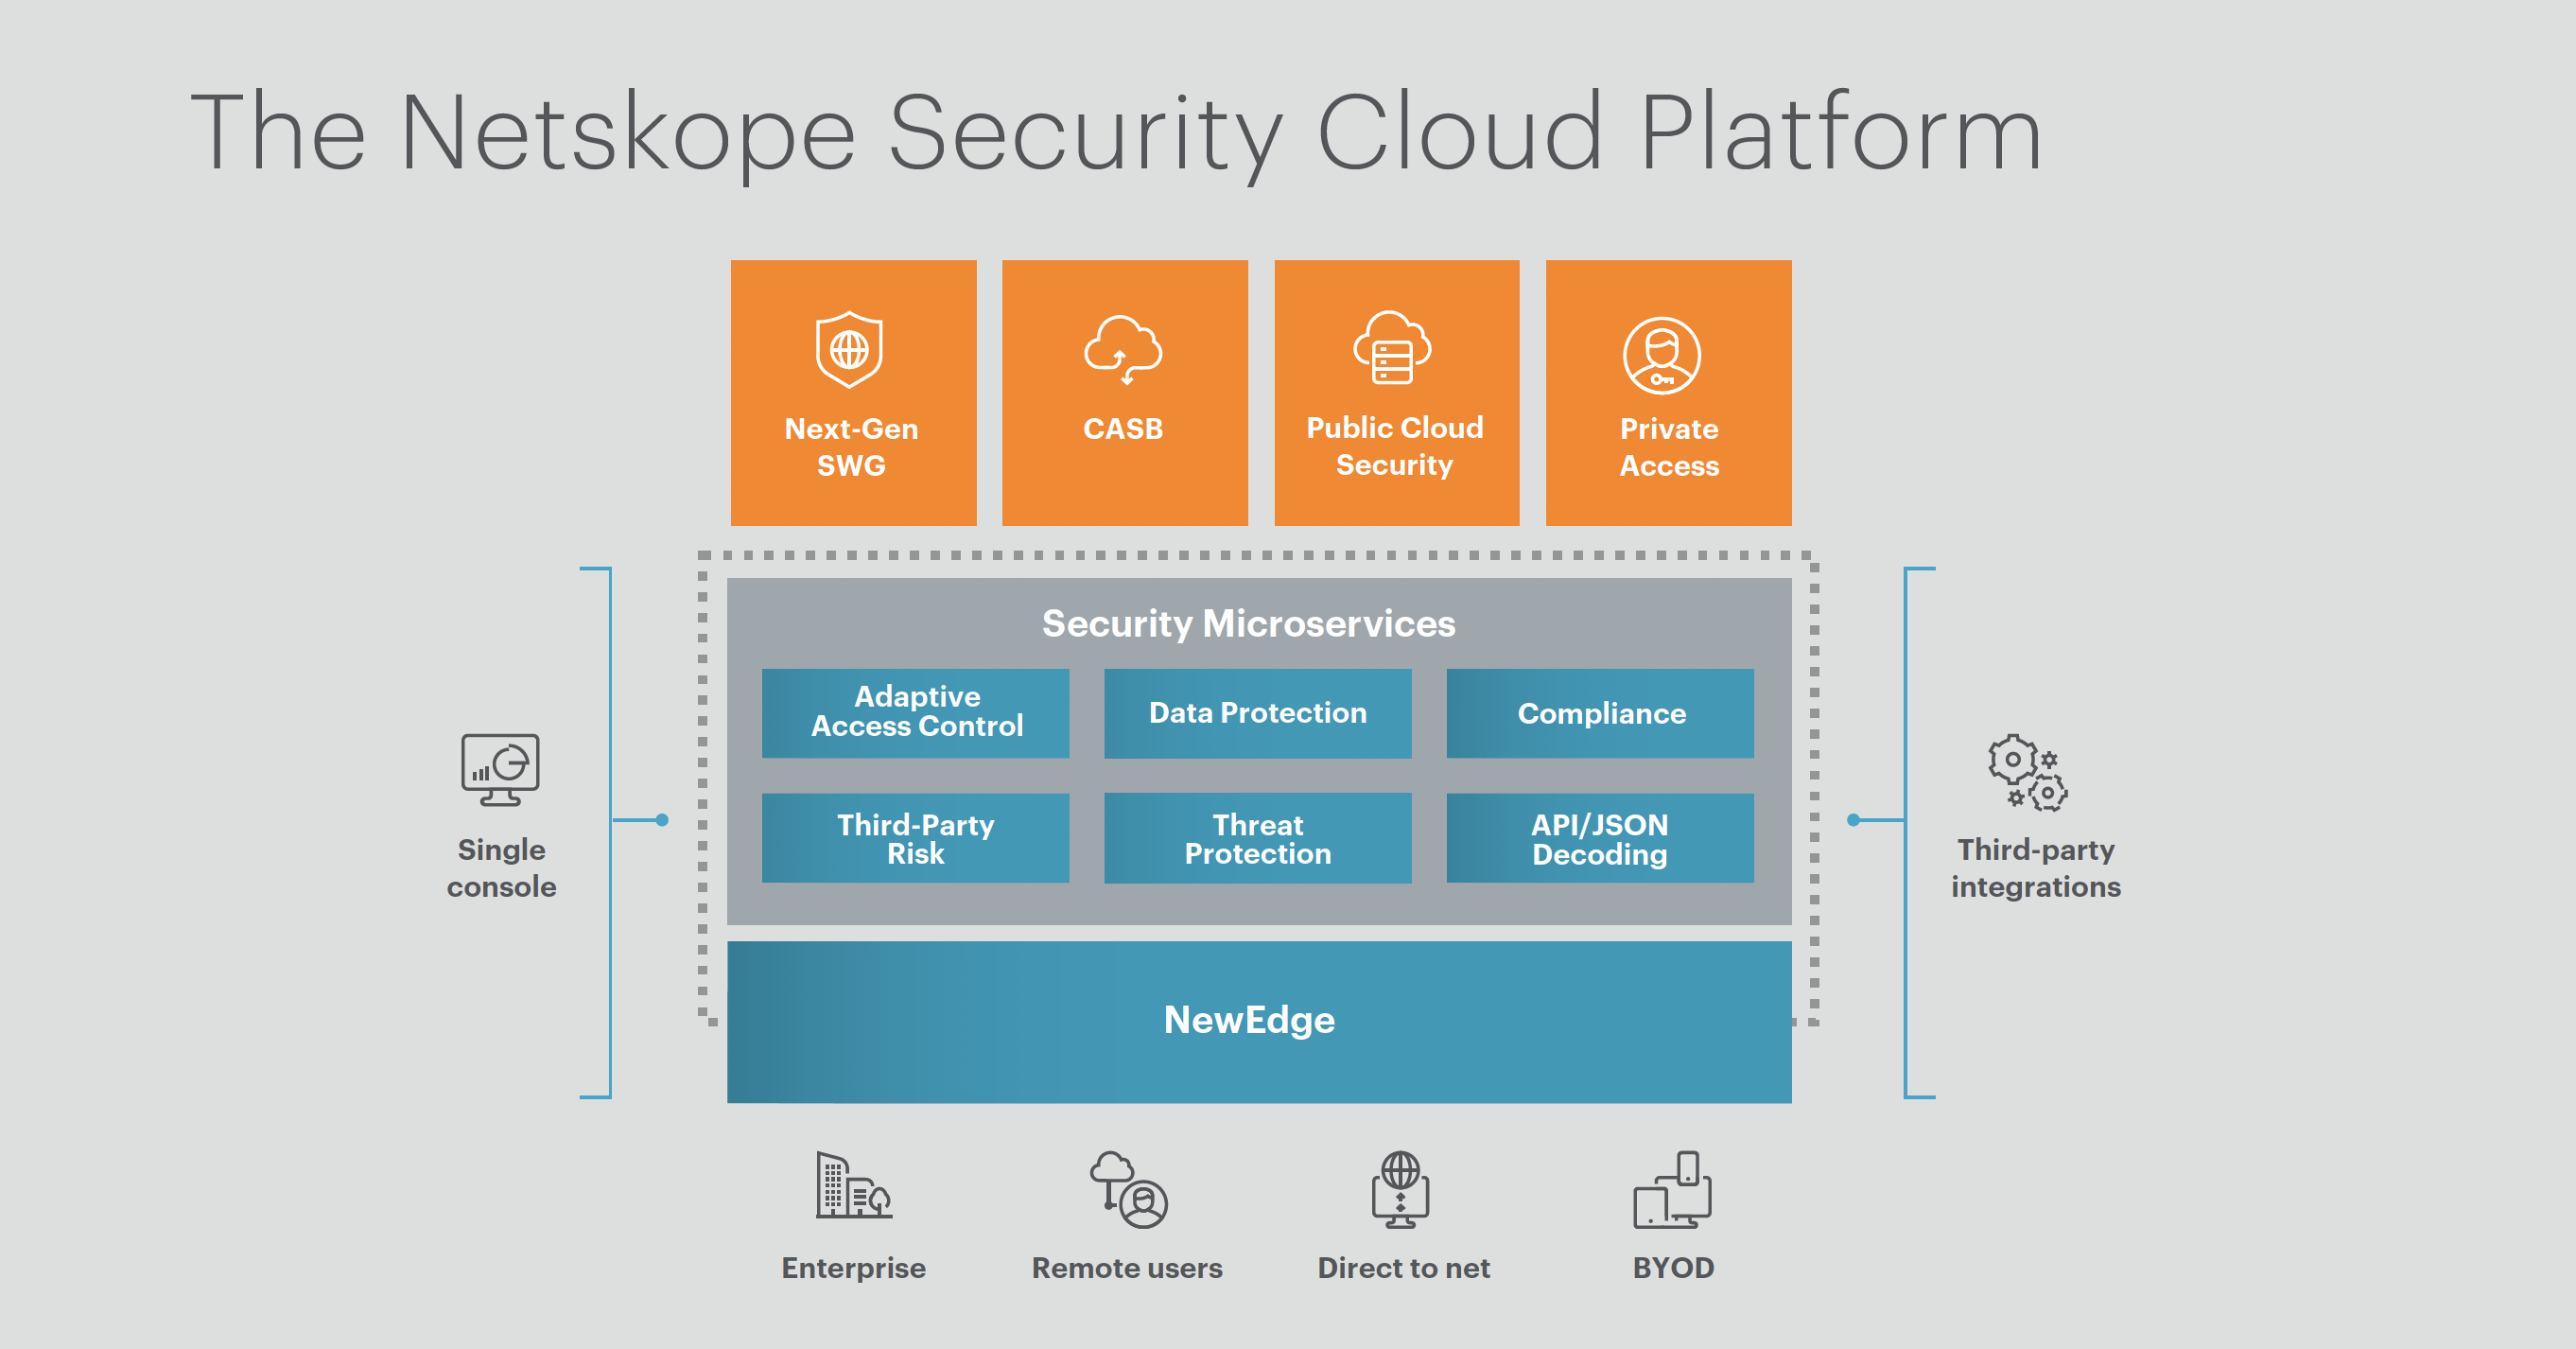 The Netskope Security Cloud Platform
Next-Gen
SWG
CASB
Public Cloud
Security
Private
Access
Security Microservices
Adaptive
Access Control
Data Protection
Compliance
Third-Party
Risk
Threat
Protection
API/JSON
Decoding
Single
console
Third-party
integrations
NewEdge
Enterprise
Remote users
Direct to net
BYOD